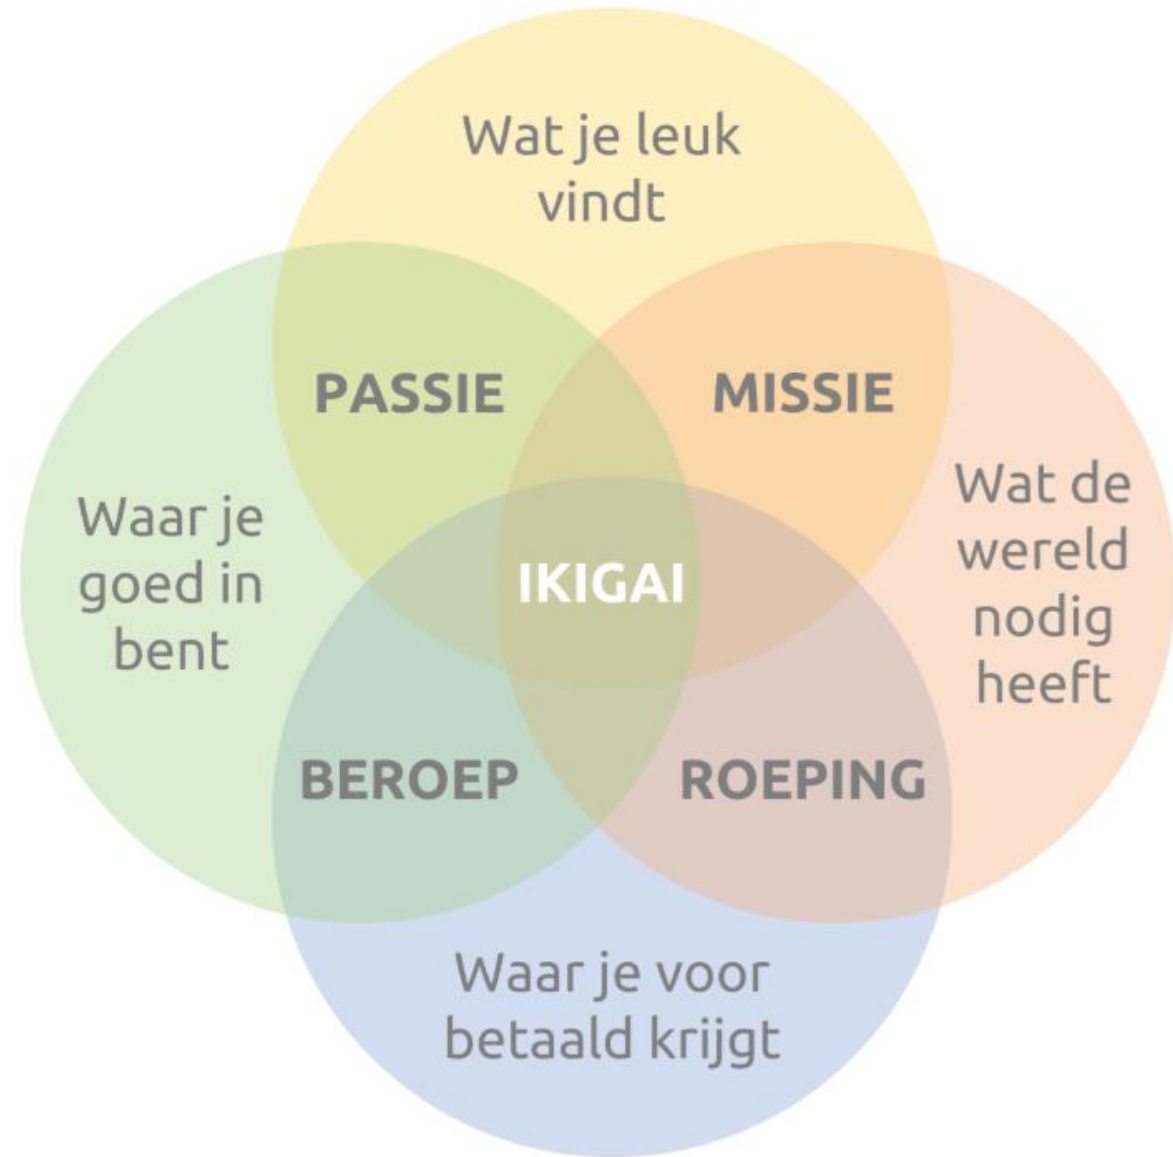 Wat je leuk
vindt
PASSIE
MISSIE
Waar je
goed in
bent
IKIGAI
Wat de
wereld
nodig
heeft
BEROEP
ROEPING
Waar je voor
betaald krijgt